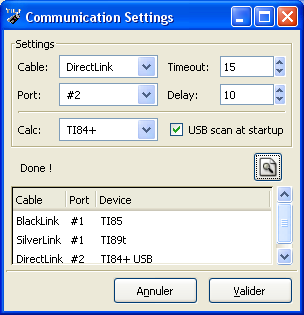 Communication Settings
Settings
Cable: DirectLink Timeout: 15
Port: #2 Delay: 10
Calc: TI84+ USB scan at startup
Done !
Cable Port Device
BlackLink #1 TI85
SilverLink #1 TI89t
DirectLink #2 TI84+ USB
Annuler Valider